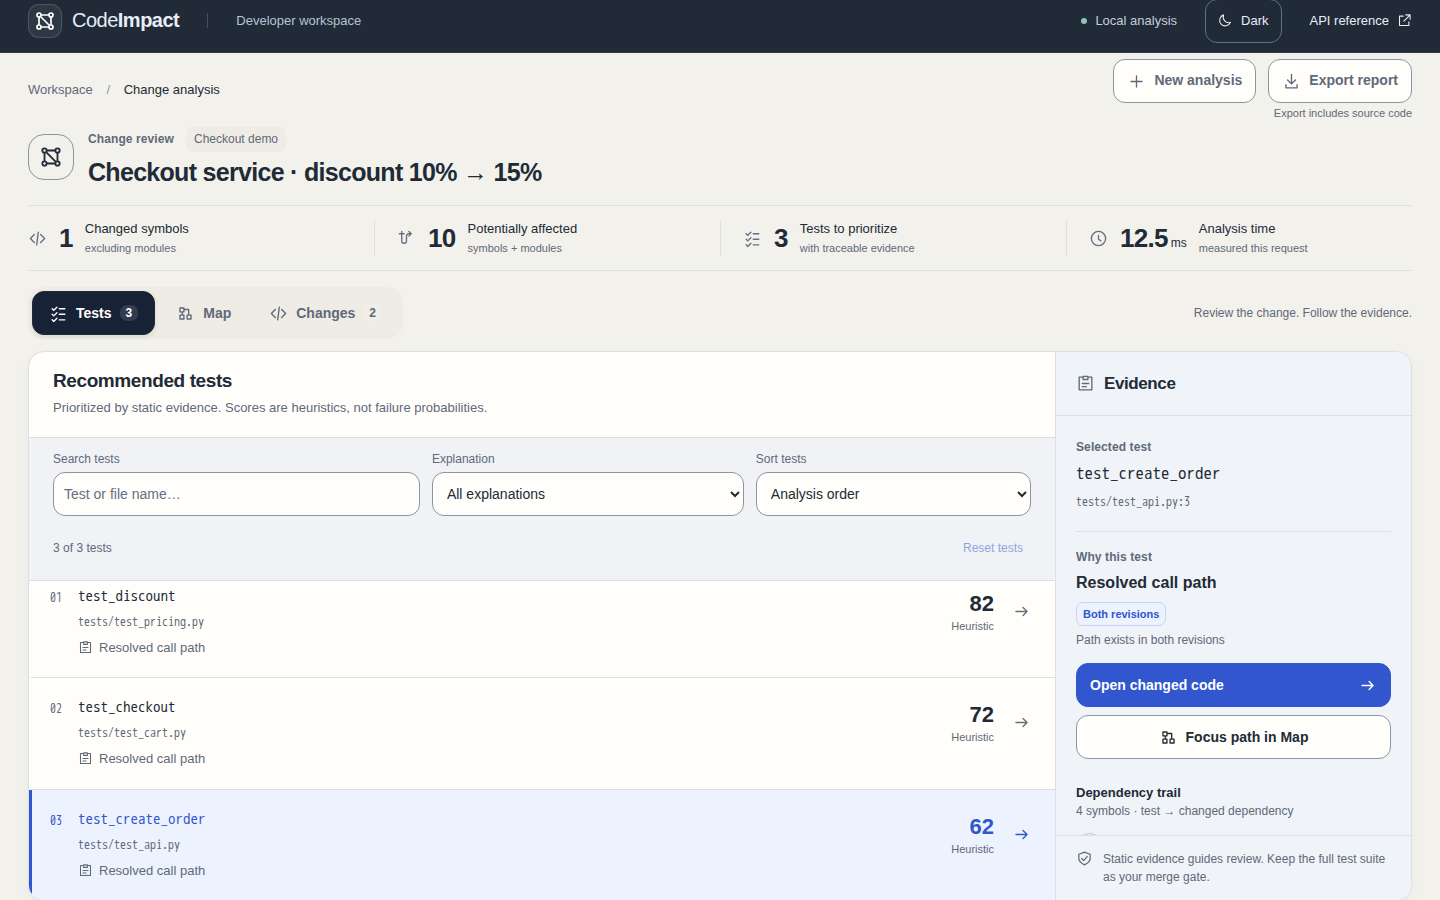 CodeImpact
Developer workspace
Local analysis
Dark
API reference
Workspace / Change analysis
New analysis
Export report
Export includes source code
Change review
Checkout demo
Checkout service · discount 10% → 15%
1
Changed symbols
excluding modules
10
Potentially affected
symbols + modules
3
Tests to prioritize
with traceable evidence
12.5 ms
Analysis time
measured this request
Tests 3
Map
Changes 2
Review the change. Follow the evidence.
Recommended tests
Prioritized by static evidence. Scores are heuristics, not failure probabilities.
Search tests
Test or file name…
Explanation
All explanations
Sort tests
Analysis order
3 of 3 tests
Reset tests
01
test_discount
tests/test_pricing.py
Resolved call path
82
Heuristic
02
test_checkout
tests/test_cart.py
Resolved call path
72
Heuristic
03
test_create_order
tests/test_api.py
Resolved call path
62
Heuristic
Evidence
Selected test
test_create_order
tests/test_api.py:3
Why this test
Resolved call path
Both revisions
Path exists in both revisions
Open changed code
Focus path in Map
Dependency trail
4 symbols · test → changed dependency
Static evidence guides review. Keep the full test suite
as your merge gate.